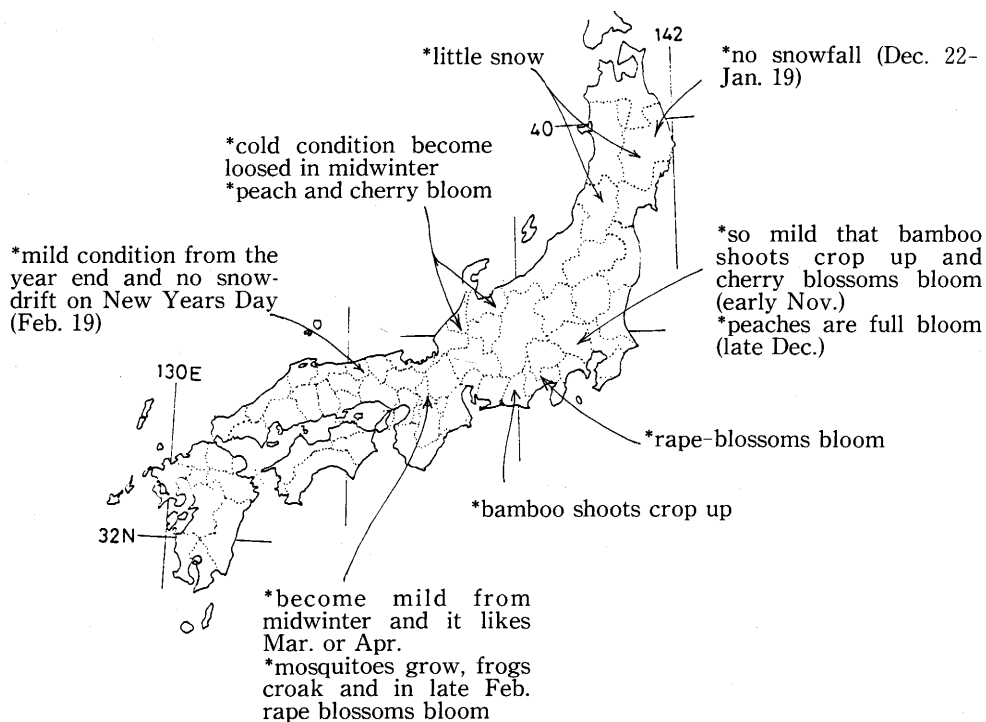 *little snow
142
*no snowfall (Dec. 22-
Jan. 19)
40
*cold condition become
loosed in midwinter
*peach and cherry bloom
*mild condition from the
year end and no snow-
drift on New Years Day
(Feb. 19)
*so mild that bamboo
shoots crop up and
cherry blossoms bloom
(early Nov.)
*peaches are full bloom
(late Dec.)
130E
*rape-blossoms bloom
*bamboo shoots crop up
32N
*become mild from
midwinter and it likes
Mar. or Apr.
*mosquitoes grow, frogs
croak and in late Feb.
rape blossoms bloom